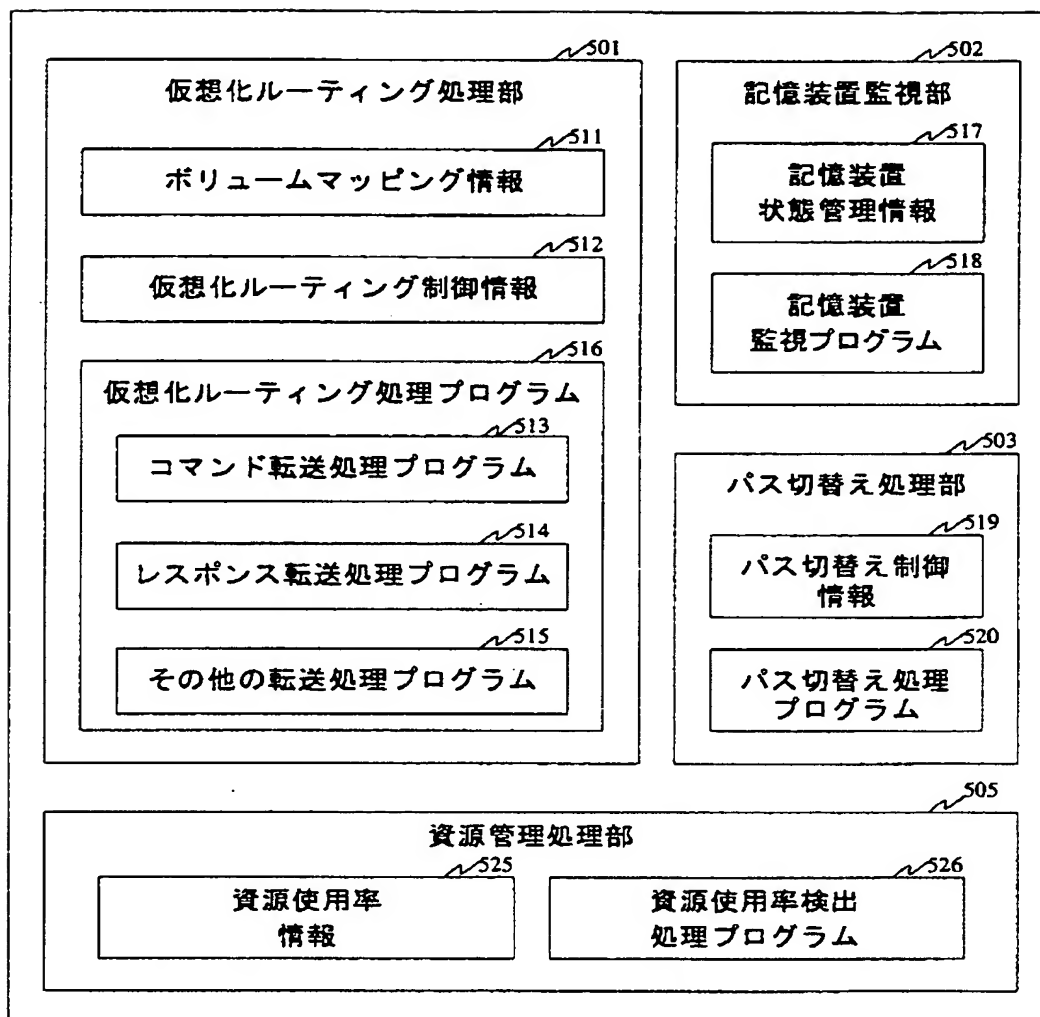 501
仮想化ルーティング処理部
511
ボリュームマッピング情報
512
仮想化ルーティング制御情報
516
仮想化ルーティング処理プログラム
513
コマンド転送処理プログラム
514
レスポンス転送処理プログラム
515
その他の転送処理プログラム
502
記憶装置監視部
517
記憶装置
状態管理情報
518
記憶装置
監視プログラム
503
パス切替え処理部
519
パス切替え制御
情報
520
パス切替え処理
プログラム
505
資源管理処理部
525
資源使用率
情報
526
資源使用率検出
処理プログラム